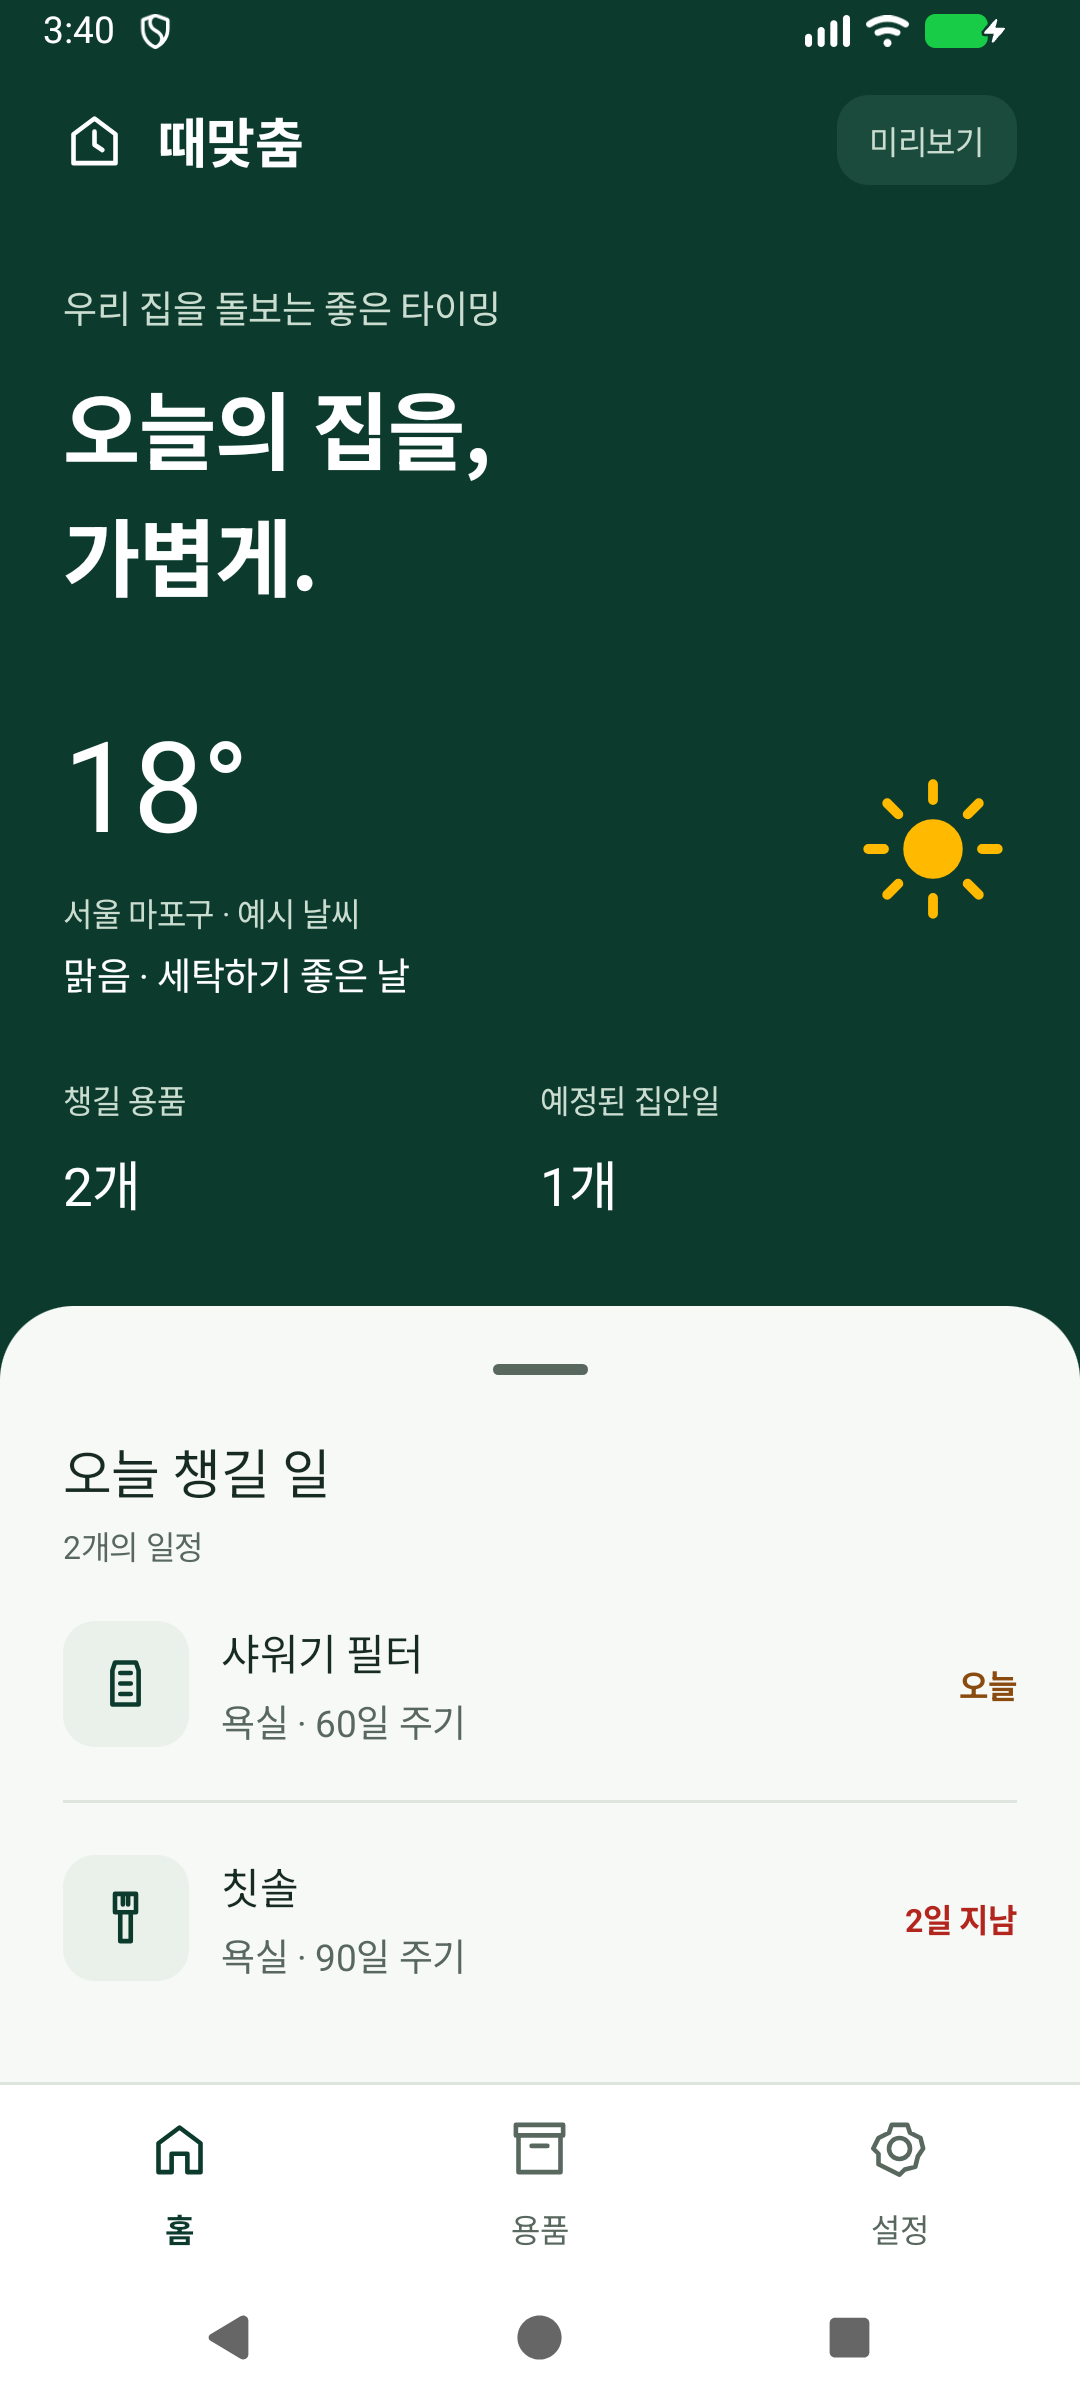 3:40
때맞춤
미리보기
우리 집을 돌보는 좋은 타이밍
오늘의 집을,
가볍게.
18°
서울 마포구 · 예시 날씨
맑음 · 세탁하기 좋은 날
챙길 용품
예정된 집안일
2개
1개
오늘 챙길 일
2개의 일정
샤워기 필터
욕실 · 60일 주기
오늘
칫솔
욕실 · 90일 주기
2일 지남
홈
용품
설정